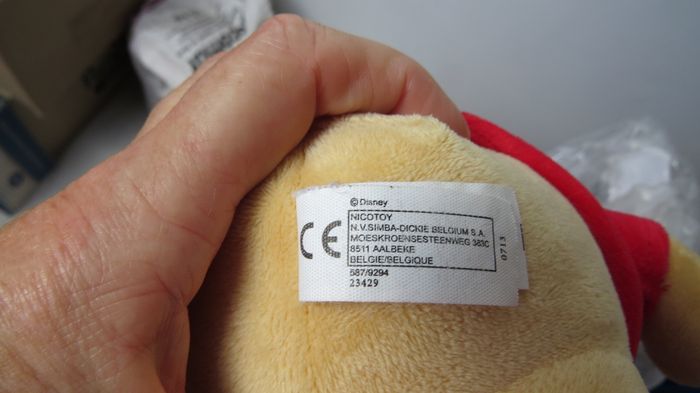 © Disney
CE
NICOTOY
N.V.SIMBA-DICKIE BELGIUM S.A.
MOESKROENSESTEENWEG 383C
8511 AALBEKE
BELGIE/BELGIQUE
587/9294
23429
0713